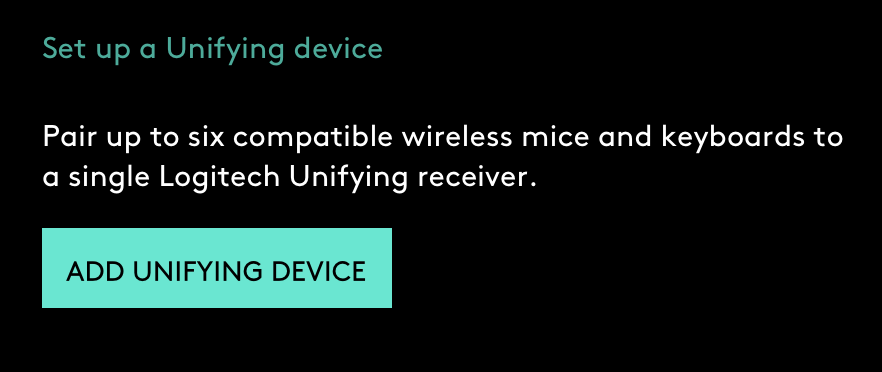 Set up a Unifying device
Pair up to six compatible wireless mice and keyboards to
a single Logitech Unifying receiver.
ADD UNIFYING DEVICE